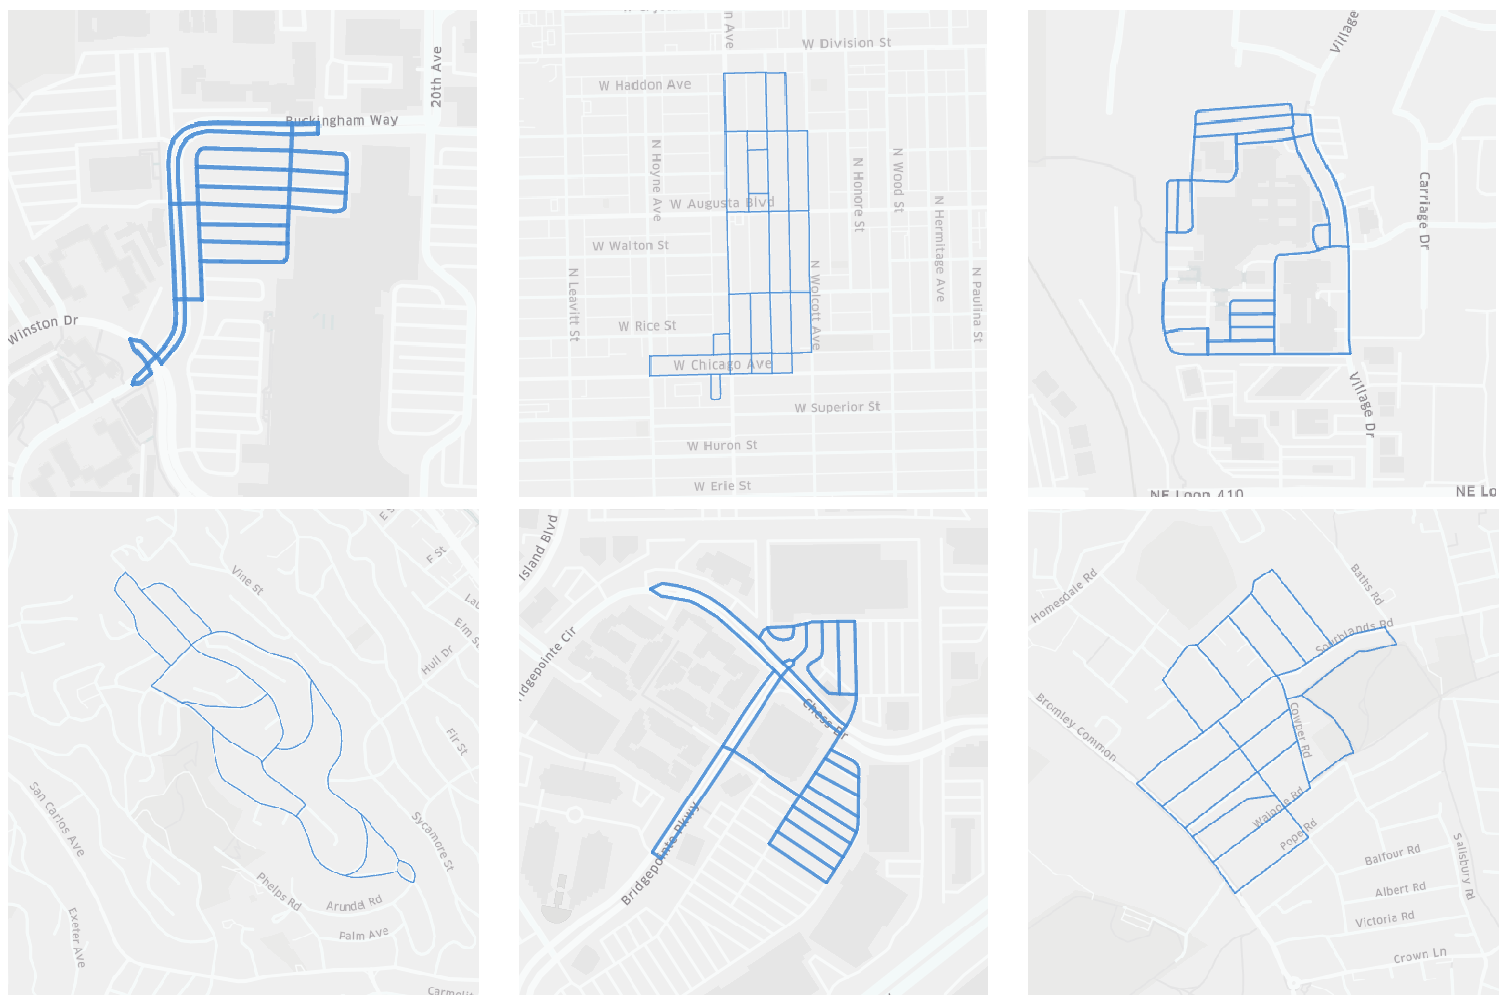 20th Ave
Buckingham Way
Winston Dr
W Division St
W Haddon Ave
N Hoyne Ave
N Honore St
N Wood St
W Augusta Blvd
N Hermitage Ave
W Walton St
N Leavitt St
N Wolcott Ave
N Paulina St
W Rice St
W Chicago Ave
W Superior St
W Huron St
W Erie St
Village
Carriage Dr
Village Dr
NE Loop 410
NE Lo
E S
F St
Vine St
Elm S
Hull Dr
Fir St
San Carlos Ave
Sycamore St
Phelps Rd
Arundel Rd
Palm Ave
Exeter Ave
Carmelit
Island Blvd
ridgepointe Cir
Chess Dr
Bridgepointe Pkwy
Homesdale Rd
Baths Rd
Southlands Rd
Bromley Common
Cowper Rd
Walpole Rd
Pope Rd
Balfour Rd
Salisbury Rd
Albert Rd
Victoria Rd
Crown Ln